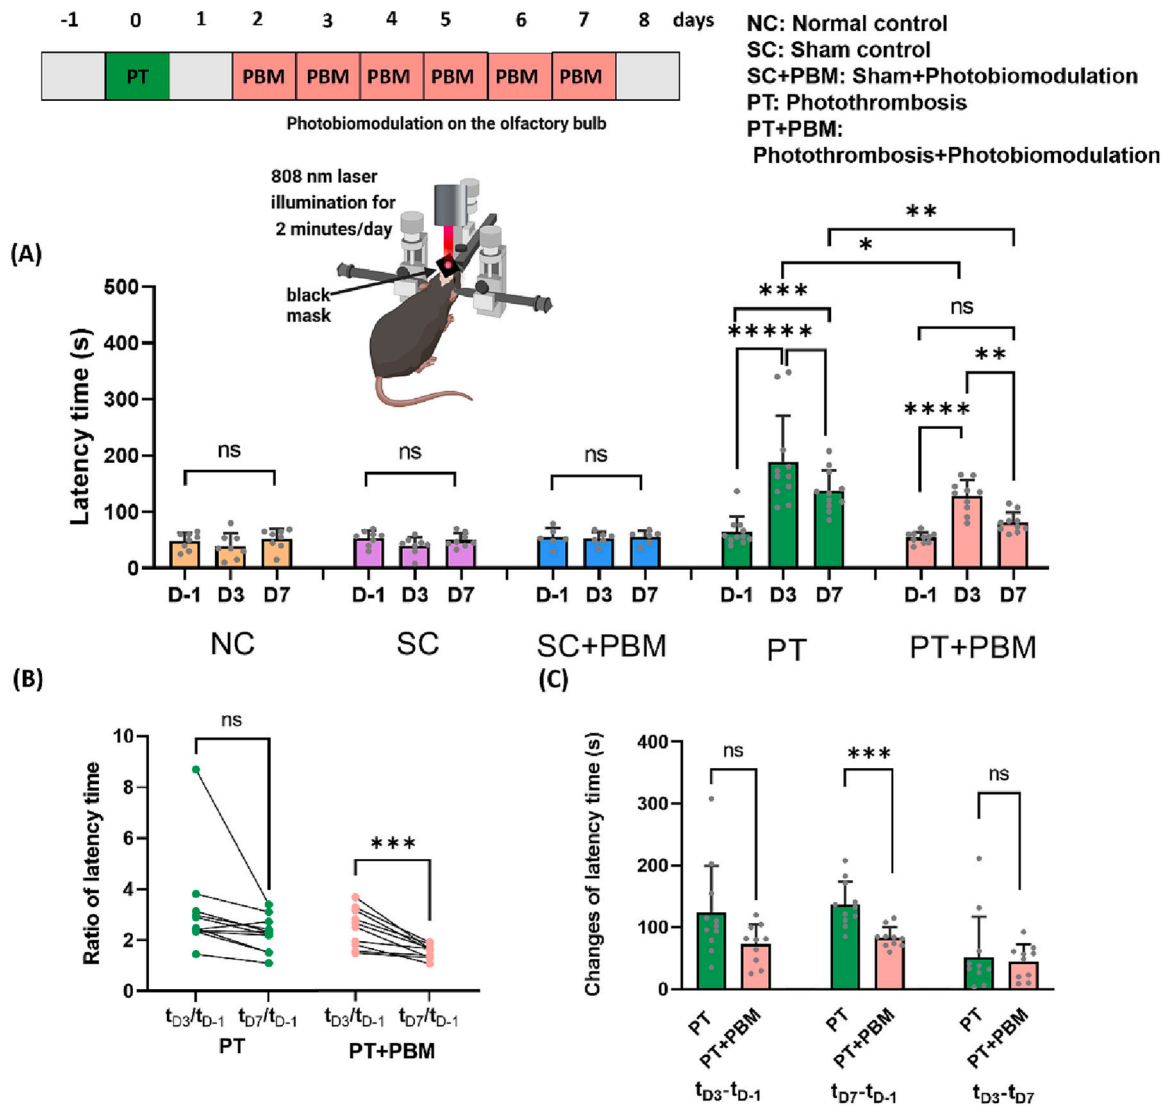 -1 0 1 2 3 4 5 6 7 8 days
PT PBM PBM PBM PBM PBM PBM
Photobiomodulation on the olfactory bulb
NC: Normal control
SC: Sham control
SC+PBM: Sham+Photobiomodulation
PT: Photothrombosis
PT+PBM:
Photothrombosis+Photobiomodulation
808 nm laser
illumination for
2 minutes/day
black
mask
(A)
Latency time (s)
500
400
300
200
100
0
ns
ns
ns
*****
***
*
**
****
**
ns
D-1 D3 D7 D-1 D3 D7 D-1 D3 D7 D-1 D3 D7 D-1 D3 D7
NC SC SC+PBM PT PT+PBM
(B)
Ratio of latency time
10
8
6
4
2
0
ns
***
tD3/tD-1 tD7/tD-1 tD3/tD-1 tD7/tD-1
PT PT+PBM
(C)
Changes of latency time (s)
400
300
200
100
0
ns
***
ns
PT PT+PBM PT PT+PBM PT PT+PBM
tD3-tD-1 tD7-tD-1 tD3-tD7